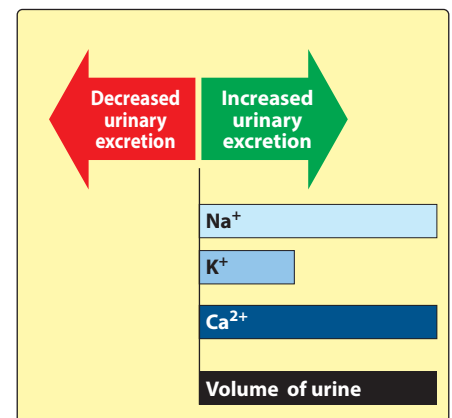 Decreased
urinary
excretion
Increased
urinary
excretion
Na⁺
K⁺
Ca²⁺
Volume of urine